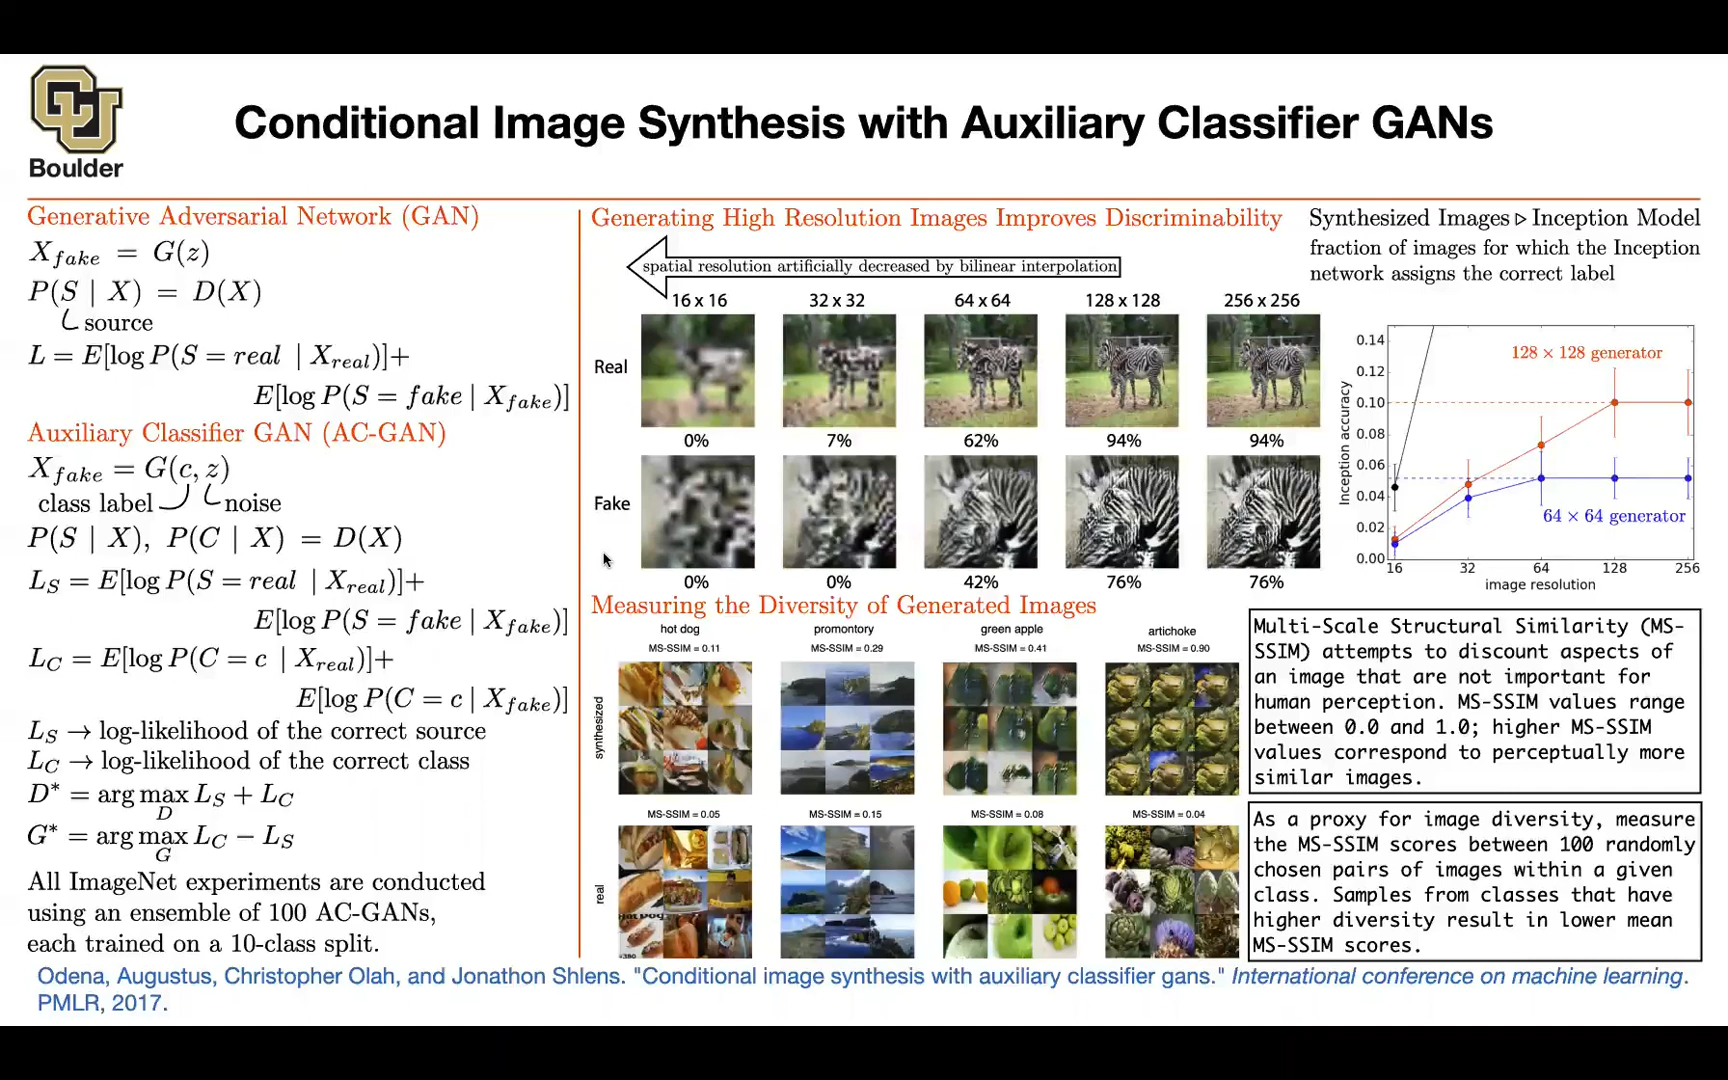 Boulder
Conditional Image Synthesis with Auxiliary Classifier GANs
Generative Adversarial Network (GAN)
X_fake = G(z)
P(S | X) = D(X)
source
L = E[log P(S = real | X_real)]+
E[log P(S = fake | X_fake)]
Auxiliary Classifier GAN (AC-GAN)
X_fake = G(c, z)
class label noise
P(S | X), P(C | X) = D(X)
L_S = E[log P(S = real | X_real)]+
E[log P(S = fake | X_fake)]
L_C = E[log P(C = c | X_real)]+
E[log P(C = c | X_fake)]
L_S → log-likelihood of the correct source
L_C → log-likelihood of the correct class
D* = arg max_D L_S + L_C
G* = arg max_G L_C − L_S
All ImageNet experiments are conducted
using an ensemble of 100 AC-GANs,
each trained on a 10-class split.
Generating High Resolution Images Improves Discriminability
spatial resolution artificially decreased by bilinear interpolation
16 x 16 32 x 32 64 x 64 128 x 128 256 x 256
Real
0% 7% 62% 94% 94%
Fake
0% 0% 42% 76% 76%
Synthesized Images ▷ Inception Model
fraction of images for which the Inception
network assigns the correct label
0.14
0.12
0.10
0.08
0.06
0.04
0.02
0.00
Inception accuracy
128 × 128 generator
64 × 64 generator
16 32 64 128 256
image resolution
Measuring the Diversity of Generated Images
hot dog promontory green apple artichoke
MS-SSIM = 0.11 MS-SSIM = 0.29 MS-SSIM = 0.41 MS-SSIM = 0.90
synthesized
MS-SSIM = 0.05 MS-SSIM = 0.15 MS-SSIM = 0.08 MS-SSIM = 0.04
real
Multi-Scale Structural Similarity (MS-
SSIM) attempts to discount aspects of
an image that are not important for
human perception. MS-SSIM values range
between 0.0 and 1.0; higher MS-SSIM
values correspond to perceptually more
similar images.
As a proxy for image diversity, measure
the MS-SSIM scores between 100 randomly
chosen pairs of images within a given
class. Samples from classes that have
higher diversity result in lower mean
MS-SSIM scores.
Odena, Augustus, Christopher Olah, and Jonathon Shlens. "Conditional image synthesis with auxiliary classifier gans." International conference on machine learning.
PMLR, 2017.